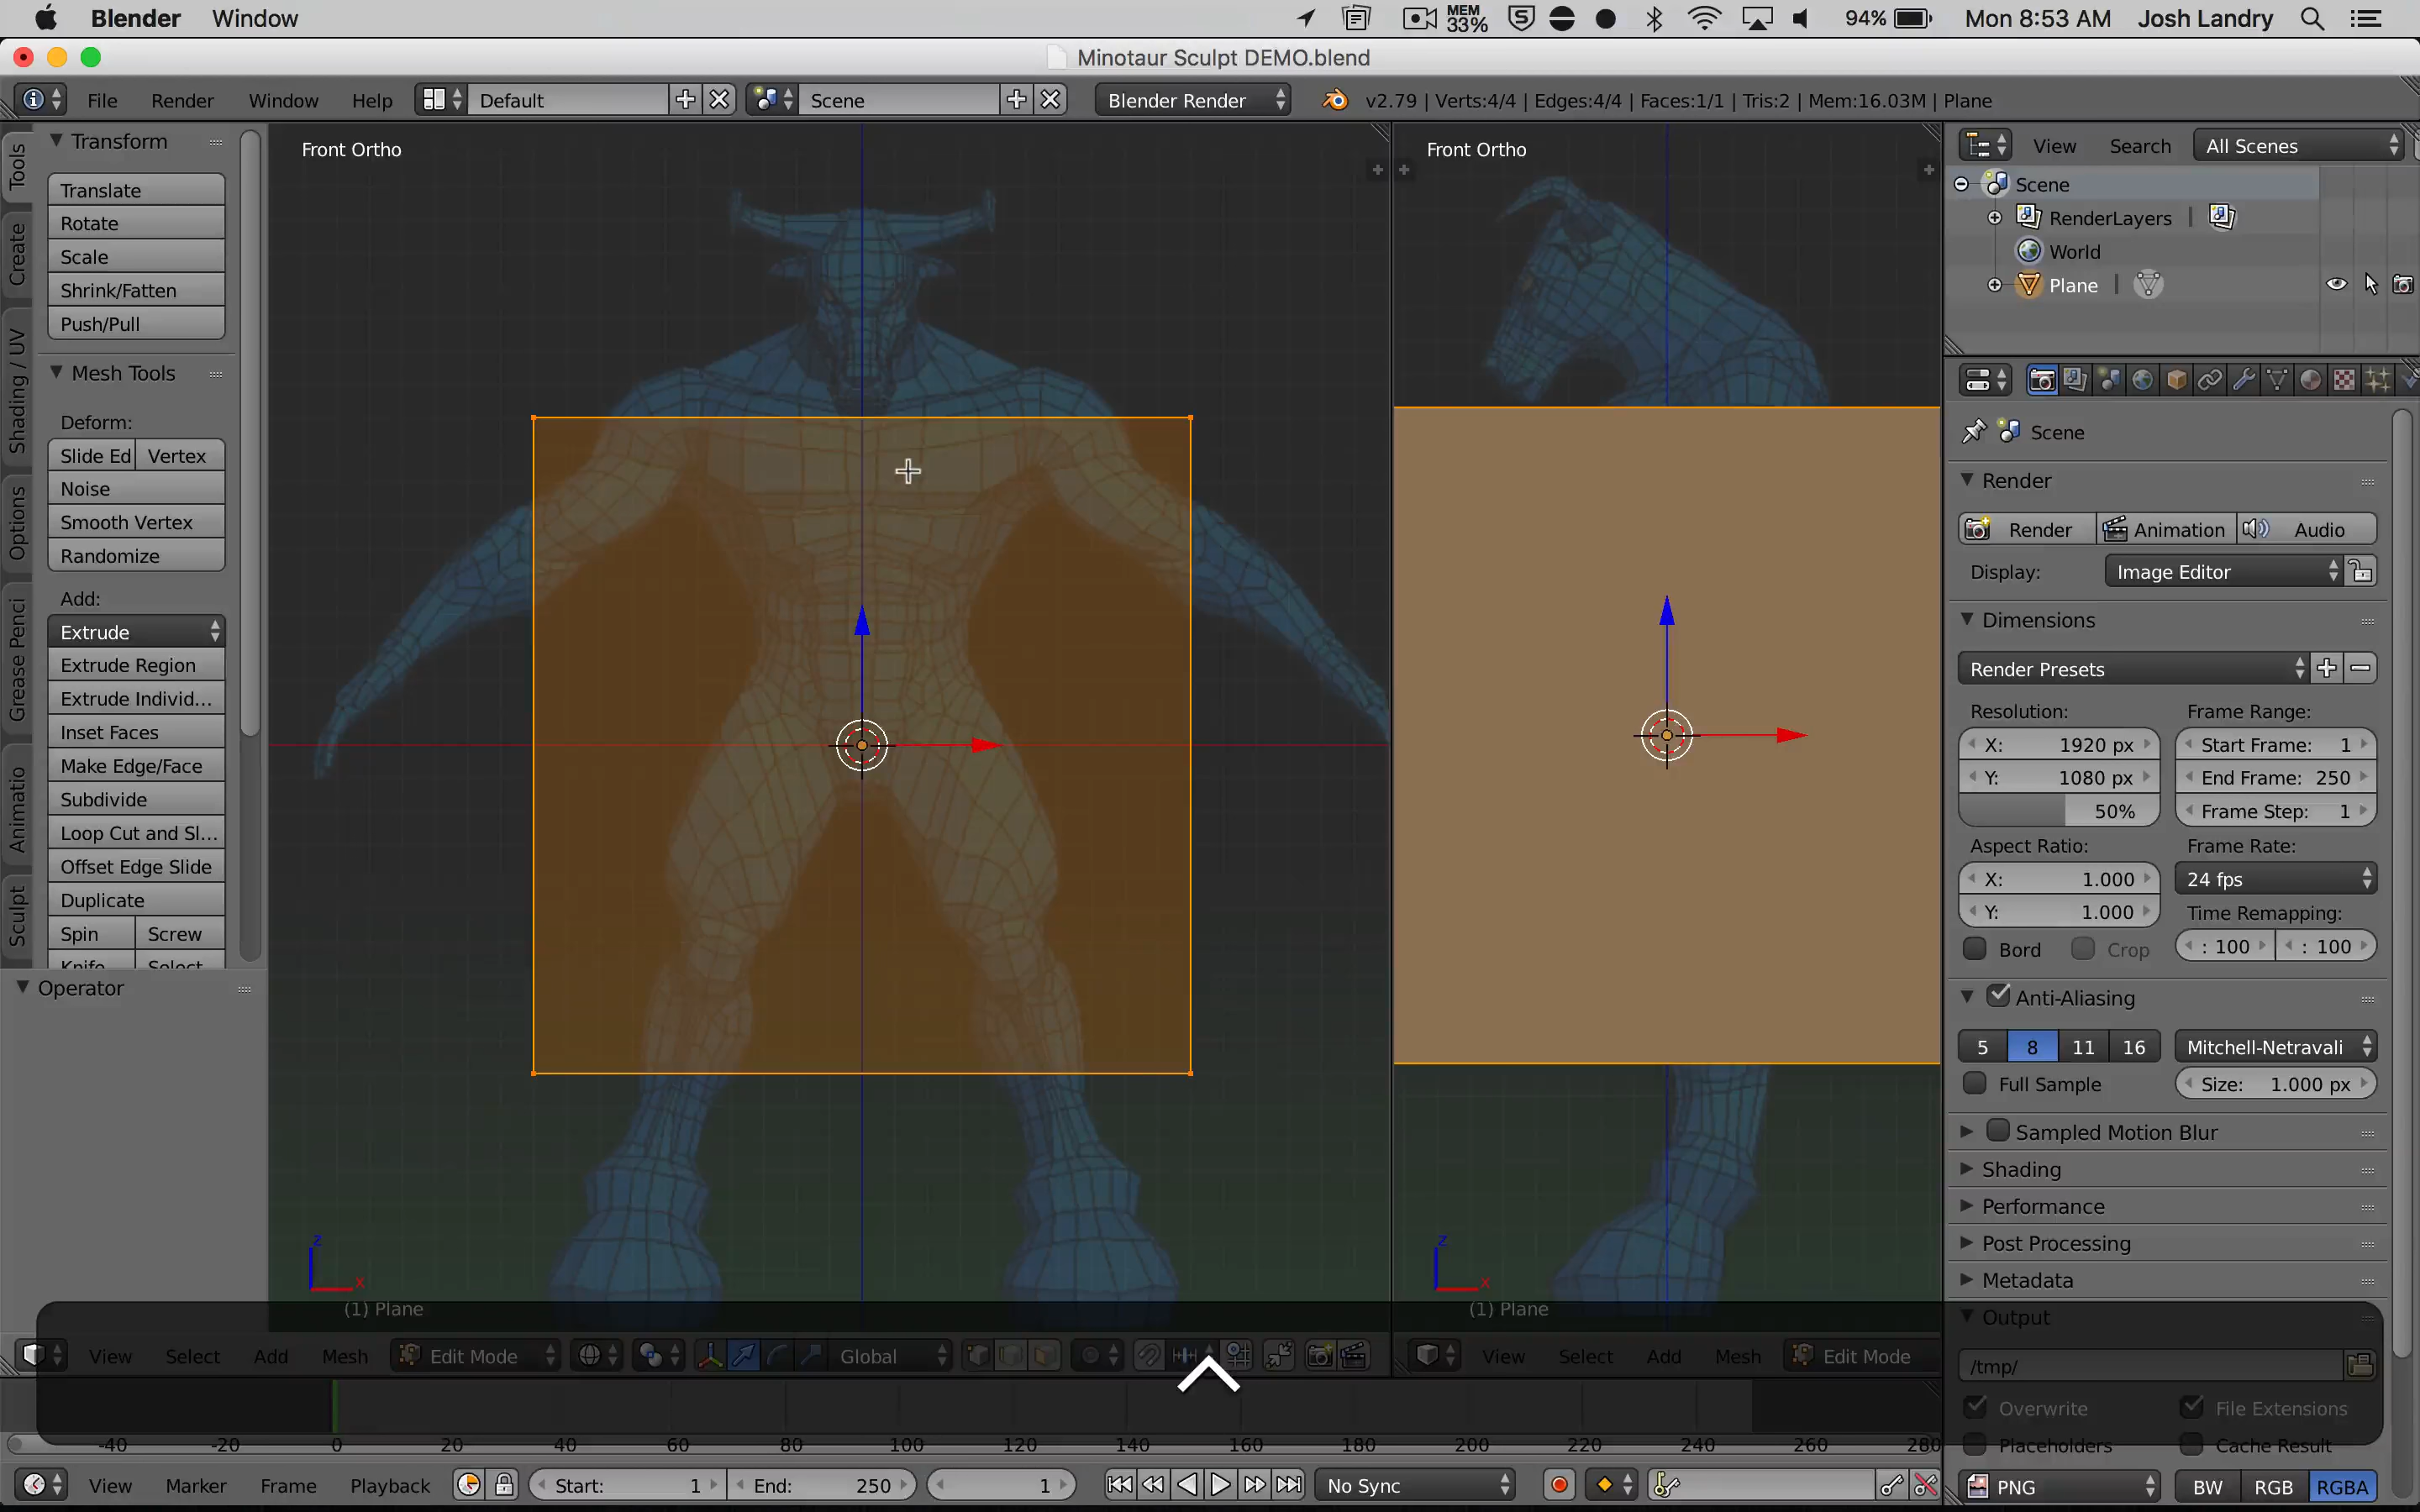 Blender Window MEM 33% 94% Mon 8:53 AM Josh Landry
Minotaur Sculpt DEMO.blend
File Render Window Help Default Scene Blender Render v2.79 | Verts:4/4 | Edges:4/4 | Faces:1/1 | Tris:2 | Mem:16.03M | Plane
Tools
Create
Shading / UV
Options
Grease Penci
Animatio
Sculpt
Transform
Translate
Rotate
Scale
Shrink/Fatten
Push/Pull
Mesh Tools
Deform:
Slide Ed Vertex
Noise
Smooth Vertex
Randomize
Add:
Extrude
Extrude Region
Extrude Individ...
Inset Faces
Make Edge/Face
Subdivide
Loop Cut and Sl...
Offset Edge Slide
Duplicate
Spin Screw
Knife Select
Operator
Front Ortho
z
x
(1) Plane
View Select Add Mesh Edit Mode Global
Front Ortho
z
x
(1) Plane
View Select Add Mesh Edit Mode
View Search All Scenes
Scene
RenderLayers |
World
Plane |
Scene
Render
Render Animation Audio
Display: Image Editor
Dimensions
Render Presets
Resolution: Frame Range:
X: 1920 px Start Frame: 1
Y: 1080 px End Frame: 250
50% Frame Step: 1
Aspect Ratio: Frame Rate:
X: 1.000 24 fps
Y: 1.000 Time Remapping:
Bord Crop : 100 : 100
Anti-Aliasing
5 8 11 16 Mitchell-Netravali
Full Sample Size: 1.000 px
Sampled Motion Blur
Shading
Performance
Post Processing
Metadata
Output
/tmp/
Overwrite File Extensions
Placeholders Cache Result
PNG BW RGB RGBA
-40 -20 0 20 40 60 80 100 120 140 160 180 200 220 240 260 280
View Marker Frame Playback Start: 1 End: 250 1 No Sync